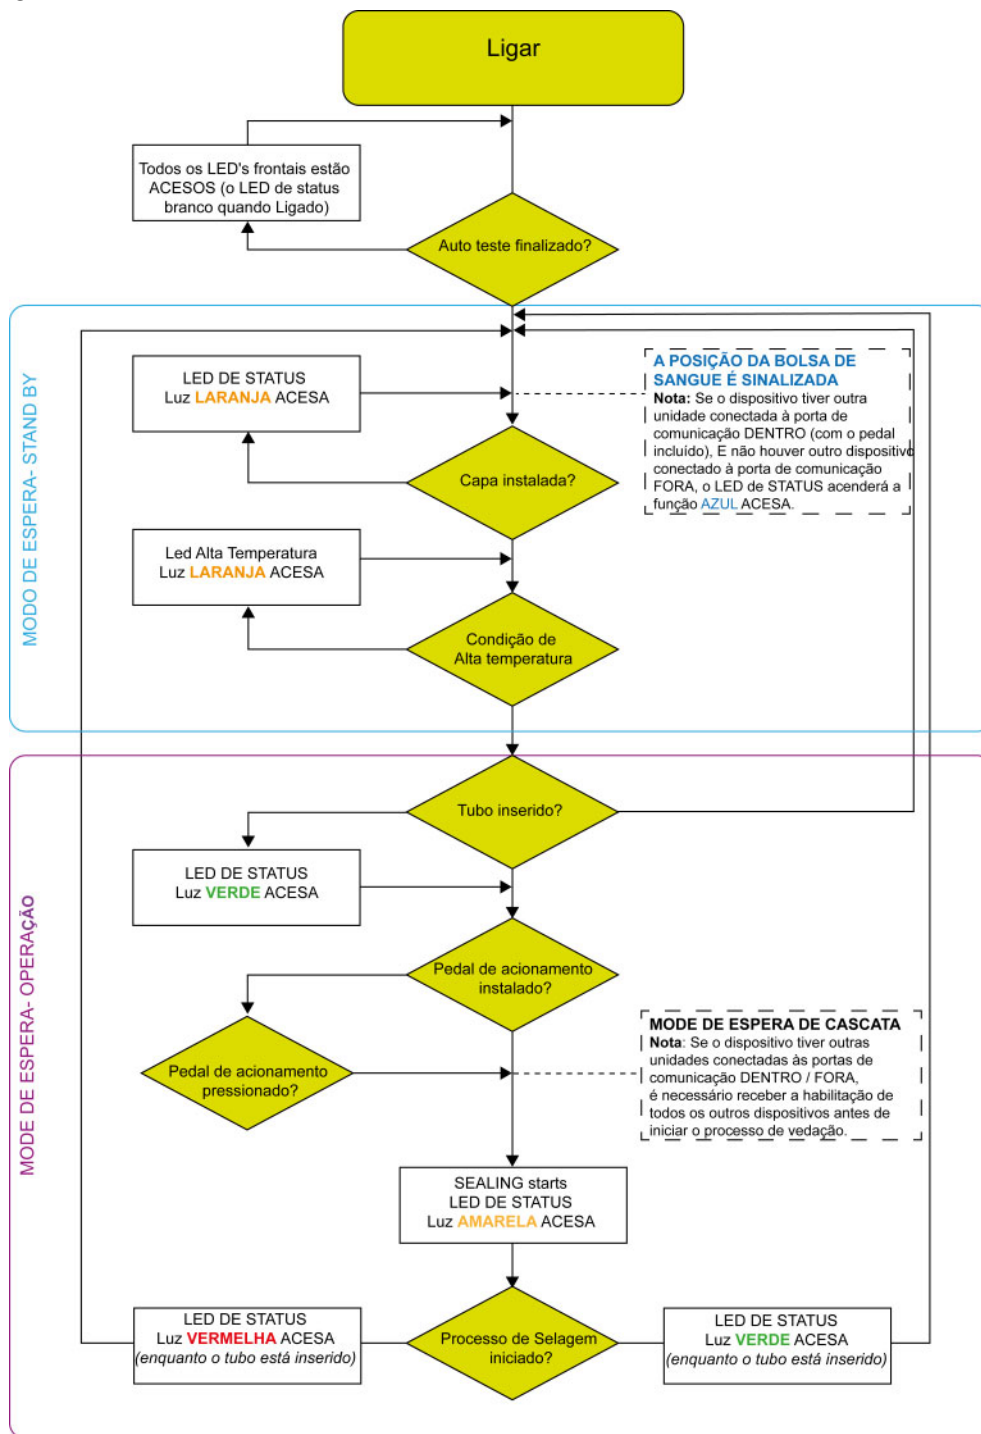 Ligar
Todos os LED's frontais estão
ACESOS (o LED de status
branco quando Ligado)
Auto teste finalizado?
MODO DE ESPERA- STAND BY
LED DE STATUS
Luz LARANJA ACESA
A POSIÇÃO DA BOLSA DE
SANGUE É SINALIZADA
Nota: Se o dispositivo tiver outra
unidade conectada à porta de
comunicação DENTRO (com o pedal
incluído), E não houver outro dispositivo
conectado à porta de comunicação
FORA, o LED de STATUS acenderá a
função AZUL ACESA.
Capa instalada?
Led Alta Temperatura
Luz LARANJA ACESA
Condição de
Alta temperatura
MODE DE ESPERA- OPERAÇÃO
Tubo inserido?
LED DE STATUS
Luz VERDE ACESA
Pedal de acionamento
instalado?
Pedal de acionamento
pressionado?
MODE DE ESPERA DE CASCATA
Nota: Se o dispositivo tiver outras
unidades conectadas às portas de
comunicação DENTRO / FORA,
é necessário receber a habilitação de
todos os outros dispositivos antes de
iniciar o processo de vedação.
SEALING starts
LED DE STATUS
Luz AMARELA ACESA
LED DE STATUS
Luz VERMELHA ACESA
(enquanto o tubo está inserido)
Processo de Selagem
iniciado?
LED DE STATUS
Luz VERDE ACESA
(enquanto o tubo está inserido)